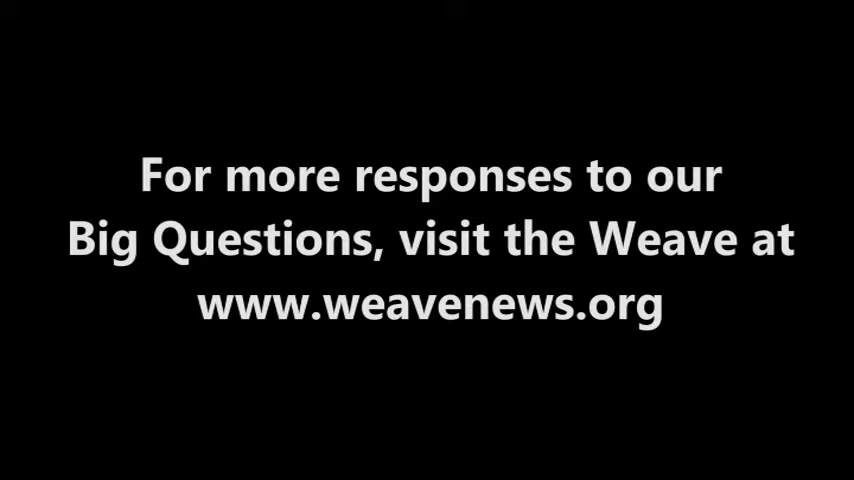 For more responses to our
Big Questions, visit the Weave at
www.weavenews.org